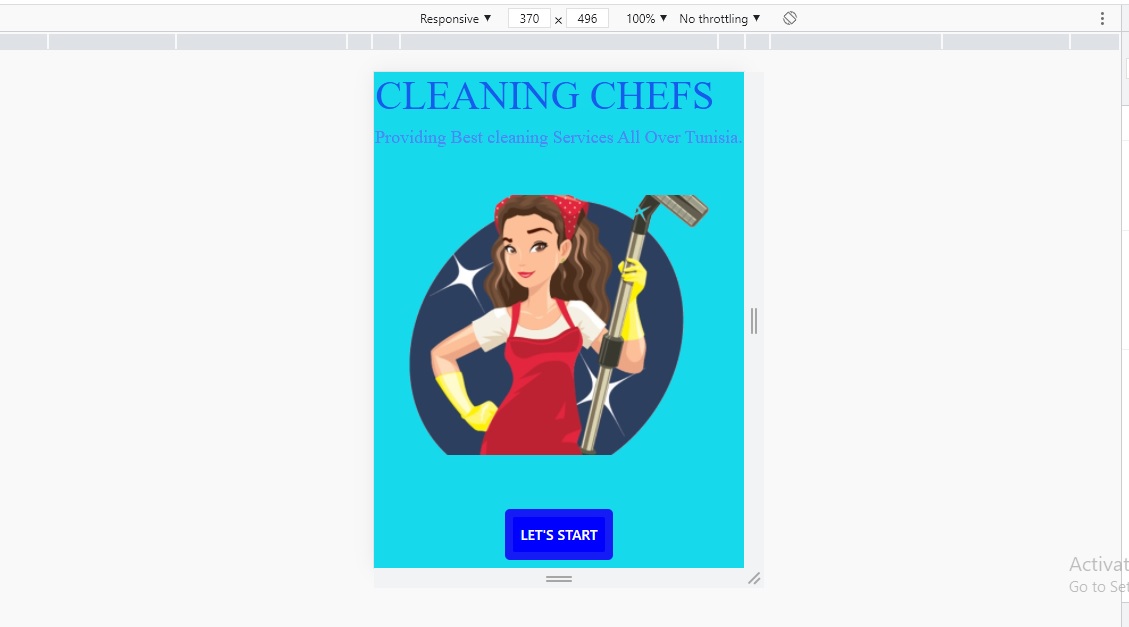 Responsive ▼ 370 × 496 100% ▼ No throttling ▼
CLEANING CHEFS
Providing Best cleaning Services All Over Tunisia.
LET'S START
Activat
Go to Set